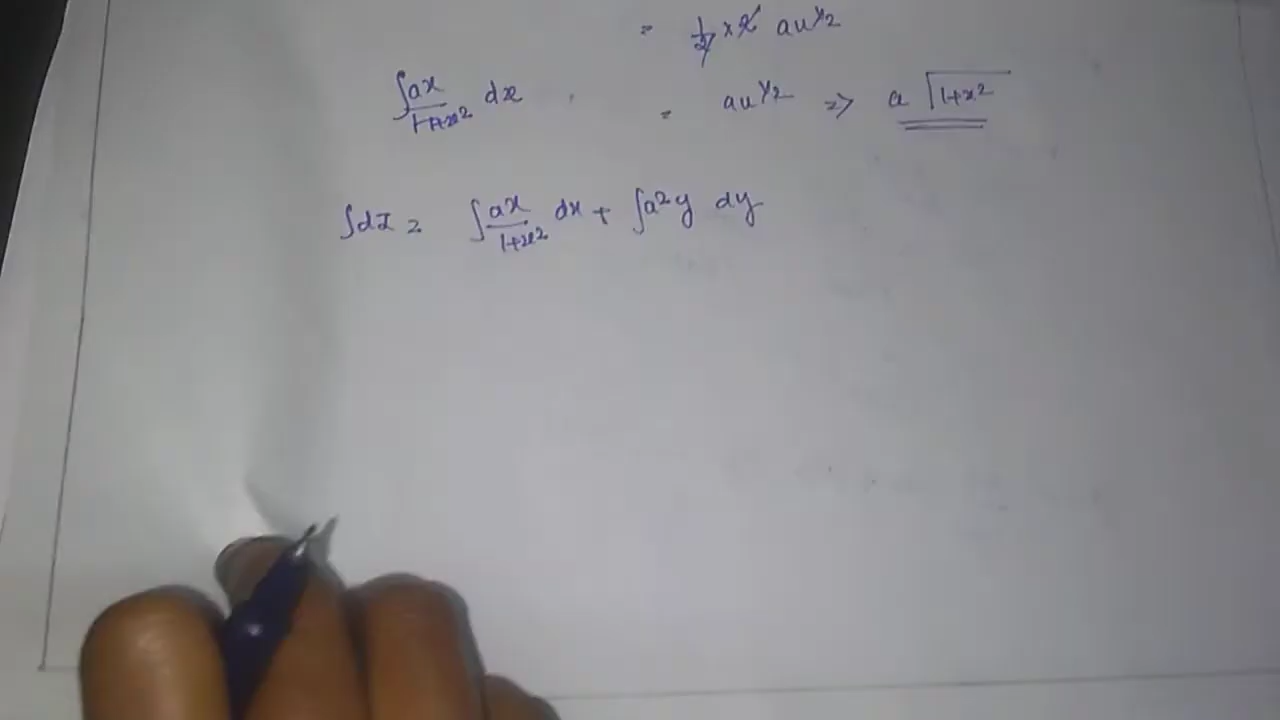 = 1/2 × 2 au^1/2
∫ax/1+x² dx = au^1/2 => a √1+x²
∫dI = ∫ax/1+x² dx + ∫a²y dy